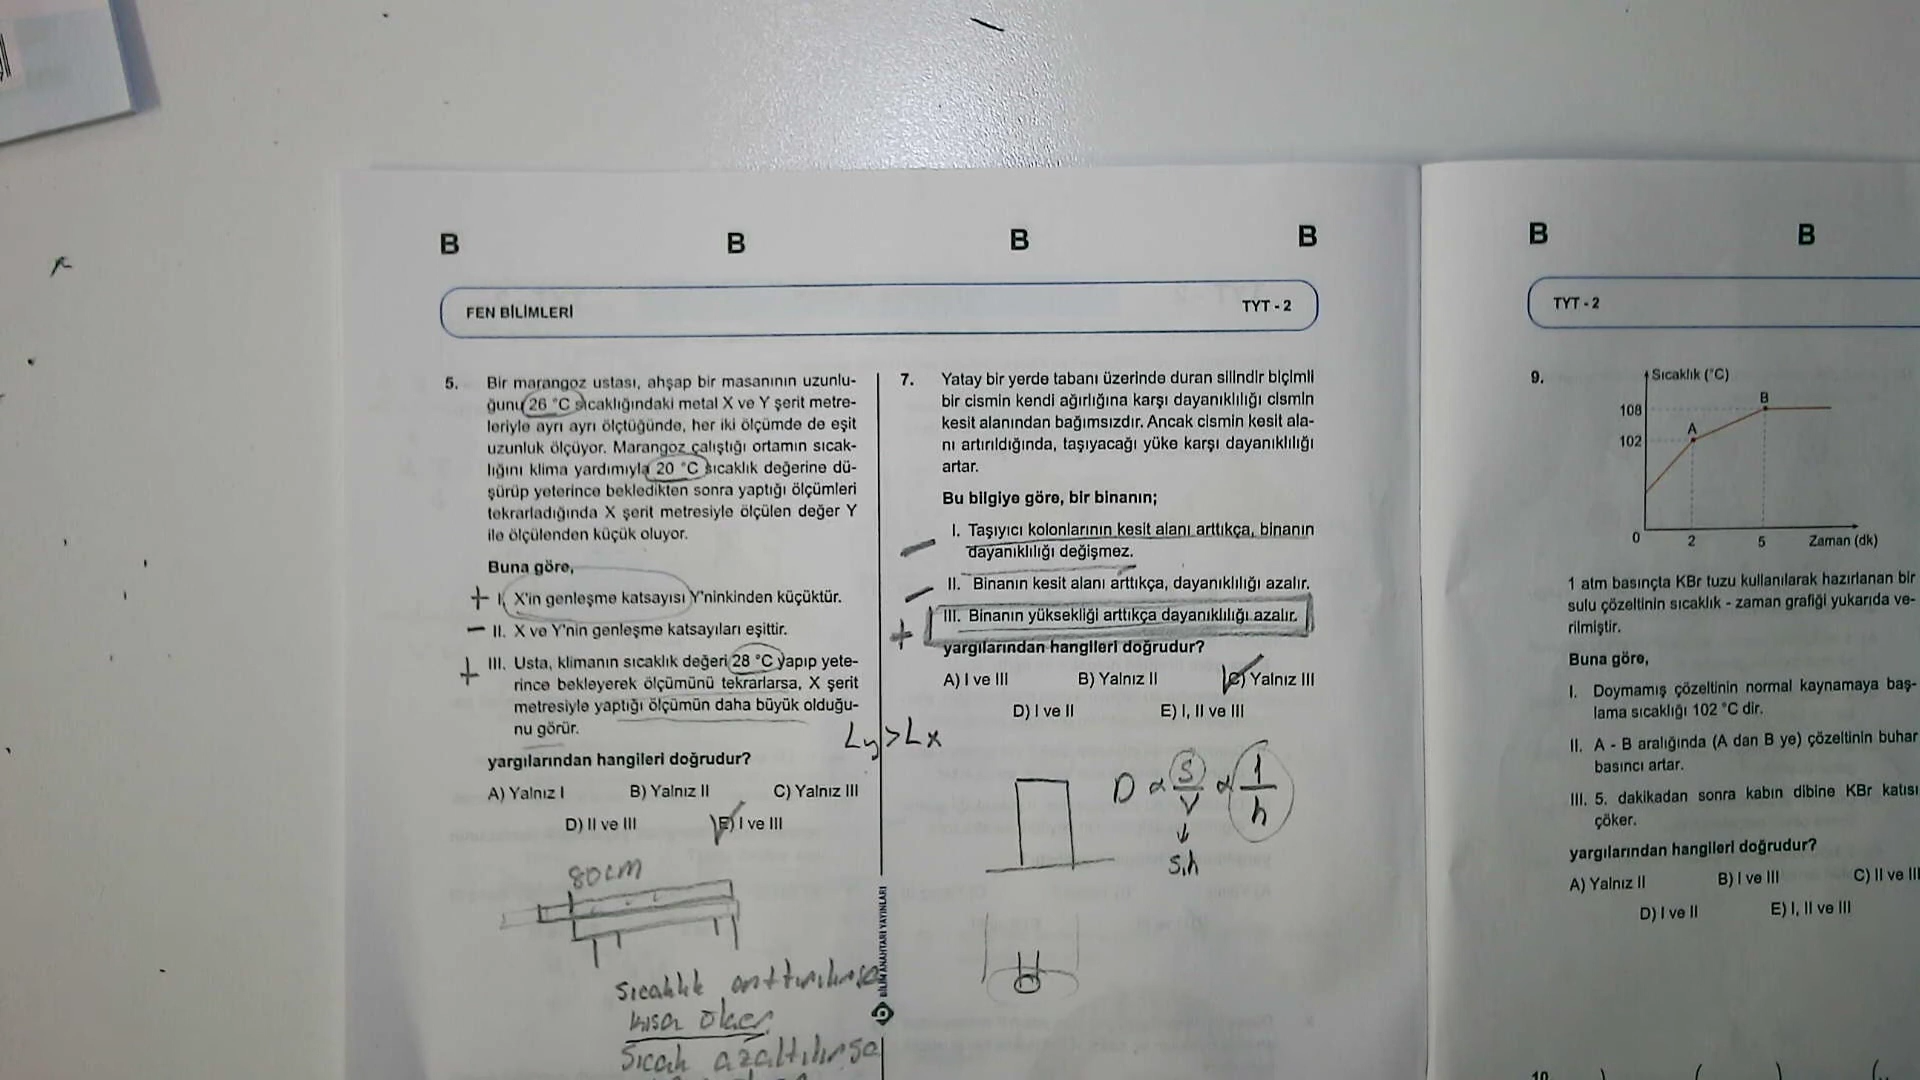 B B B B
FEN BİLİMLERİ TYT - 2
5. Bir marangoz ustası, ahşap bir masanının uzunlu-
ğunu 26 °C sıcaklığındaki metal X ve Y şerit metre-
leriyle ayrı ayrı ölçtüğünde, her iki ölçümde de eşit
uzunluk ölçüyor. Marangoz çalıştığı ortamın sıcak-
lığını klima yardımıyla 20 °C sıcaklık değerine dü-
şürüp yeterince bekledikten sonra yaptığı ölçümleri
tekrarladığında X şerit metresiyle ölçülen değer Y
ile ölçülenden küçük oluyor.
Buna göre,
+ I. X'in genleşme katsayısı Y'ninkinden küçüktür.
- II. X ve Y'nin genleşme katsayıları eşittir.
+ III. Usta, klimanın sıcaklık değeri 28 °C yapıp yete-
rince bekleyerek ölçümünü tekrarlarsa, X şerit
metresiyle yaptığı ölçümün daha büyük olduğu-
nu görür.
yargılarından hangileri doğrudur?
A) Yalnız I B) Yalnız II C) Yalnız III
D) II ve III E) I ve III
Ly > Lx
80cm
Sıcaklık arttırılırsa
kısa ölçer
Sıcak azaltılırsa
BİLİM ANAHTARI YAYINLARI
7. Yatay bir yerde tabanı üzerinde duran silindir biçimli
bir cismin kendi ağırlığına karşı dayanıklılığı cismin
kesit alanından bağımsızdır. Ancak cismin kesit ala-
nı artırıldığında, taşıyacağı yüke karşı dayanıklılığı
artar.
Bu bilgiye göre, bir binanın;
- I. Taşıyıcı kolonlarının kesit alanı arttıkça, binanın
dayanıklılığı değişmez.
- II. Binanın kesit alanı arttıkça, dayanıklılığı azalır.
+ III. Binanın yüksekliği arttıkça dayanıklılığı azalır.
yargılarından hangileri doğrudur?
A) I ve III B) Yalnız II C) Yalnız III
D) I ve II E) I, II ve III
D ∝ S/V ∝ 1/h
S.h
B B
TYT - 2
9. Sıcaklık (°C)
B
108
A
102
0 2 5 Zaman (dk)
1 atm basınçta KBr tuzu kullanılarak hazırlanan bir
sulu çözeltinin sıcaklık - zaman grafiği yukarıda ve-
rilmiştir.
Buna göre,
I. Doymamış çözeltinin normal kaynamaya baş-
lama sıcaklığı 102 °C dir.
II. A - B aralığında (A dan B ye) çözeltinin buhar
basıncı artar.
III. 5. dakikadan sonra kabın dibine KBr katısı
çöker.
yargılarından hangileri doğrudur?
A) Yalnız II B) I ve III C) II ve III
D) I ve II E) I, II ve III
10